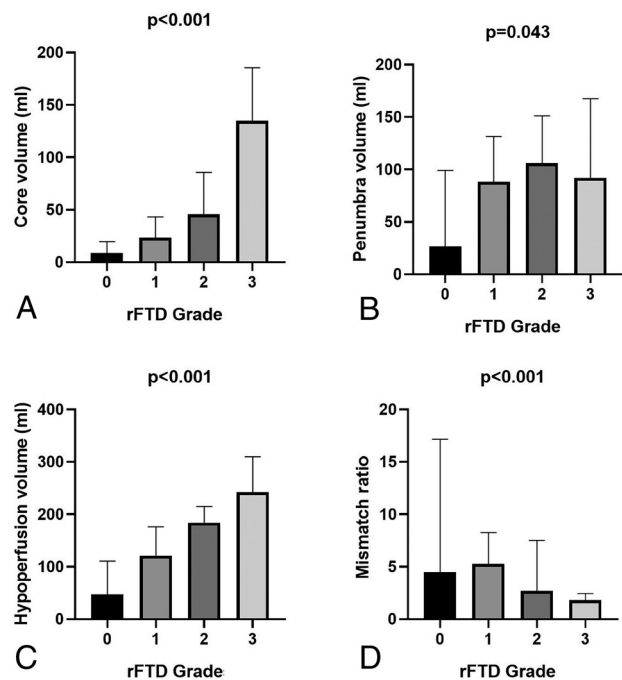 p<0.001
Core volume (ml)
200
150
100
50
0
0 1 2 3
rFTD Grade
A
p=0.043
Penumbra volume (ml)
200
150
100
50
0
0 1 2 3
rFTD Grade
B
p<0.001
Hypoperfusion volume (ml)
400
300
200
100
0
0 1 2 3
rFTD Grade
C
p<0.001
Mismatch ratio
20
15
10
5
0
0 1 2 3
rFTD Grade
D